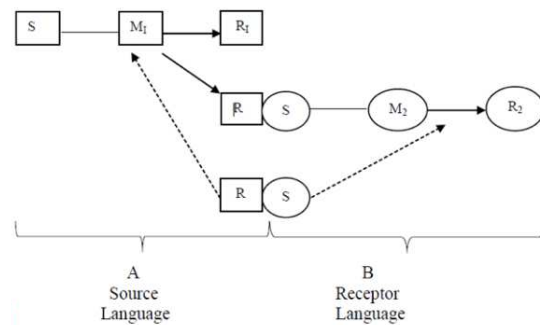 S M₁ R₁
R S M₂ R₂
R S
A B
Source Receptor
Language Language